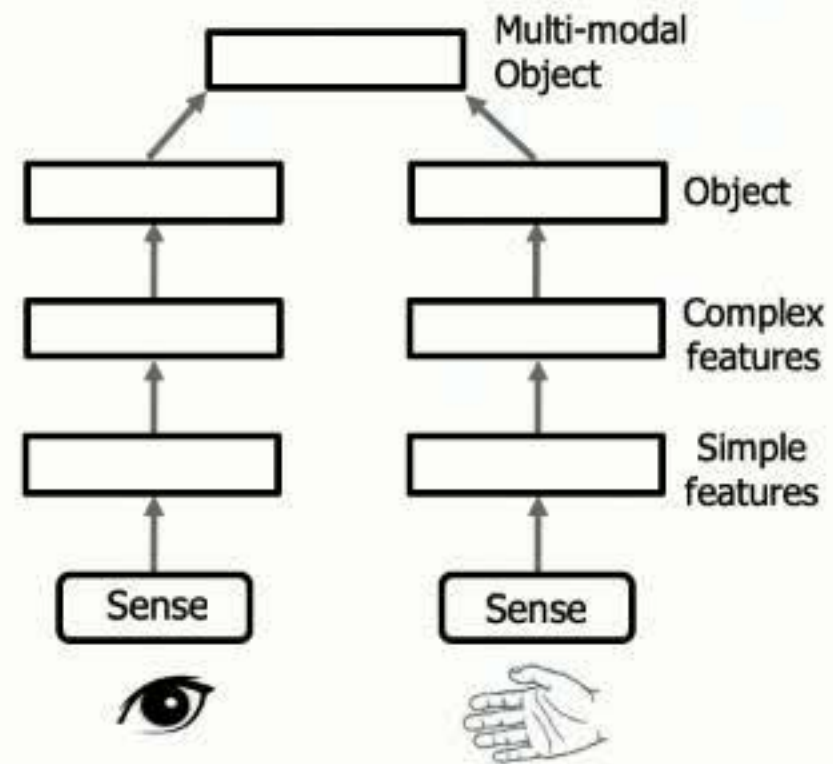 Multi-modal
Object
Object
Complex
features
Simple
features
Sense
Sense